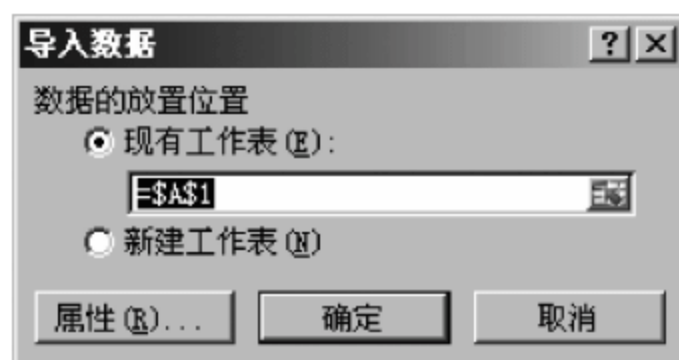 导入数据
数据的放置位置
现有工作表(E):
=$A$1
新建工作表(N)
属性(R)... 确定 取消